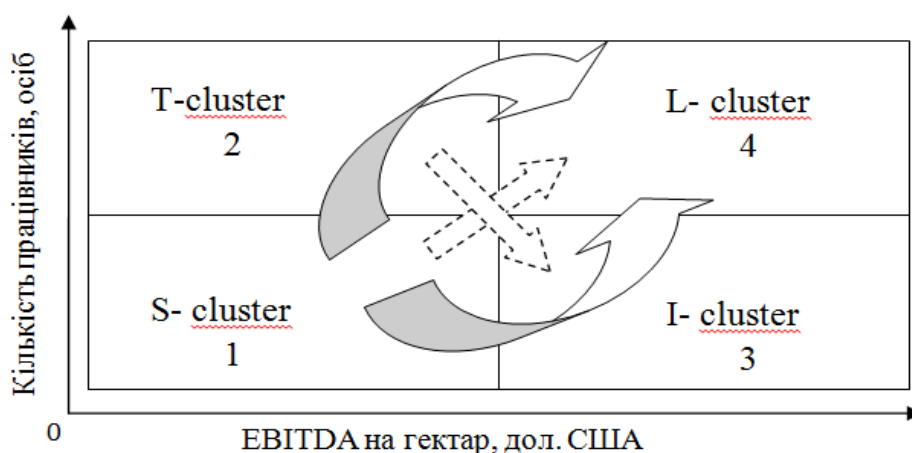 Кількість працівників, осіб
T-cluster
2
L- cluster
4
S- cluster
1
I- cluster
3
0
EBITDA на гектар, дол. США